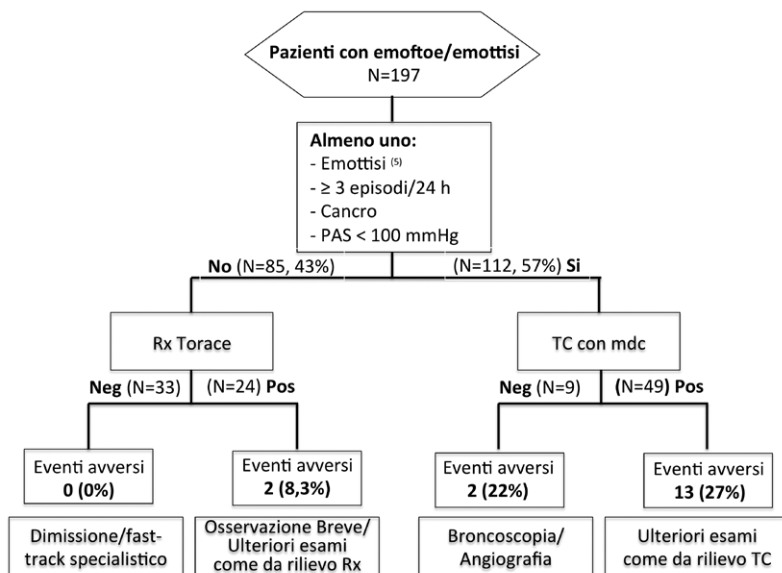 Pazienti con emoftoe/emottisi
N=197
Almeno uno:
- Emottisi (5)
- ≥ 3 episodi/24 h
- Cancro
- PAS < 100 mmHg
No (N=85, 43%)
(N=112, 57%) Si
Rx Torace
TC con mdc
Neg (N=33)
(N=24) Pos
Neg (N=9)
(N=49) Pos
Eventi avversi
0 (0%)
Eventi avversi
2 (8,3%)
Eventi avversi
2 (22%)
Eventi avversi
13 (27%)
Dimissione/fast-
track specialistico
Osservazione Breve/
Ulteriori esami
come da rilievo Rx
Broncoscopia/
Angiografia
Ulteriori esami
come da rilievo TC